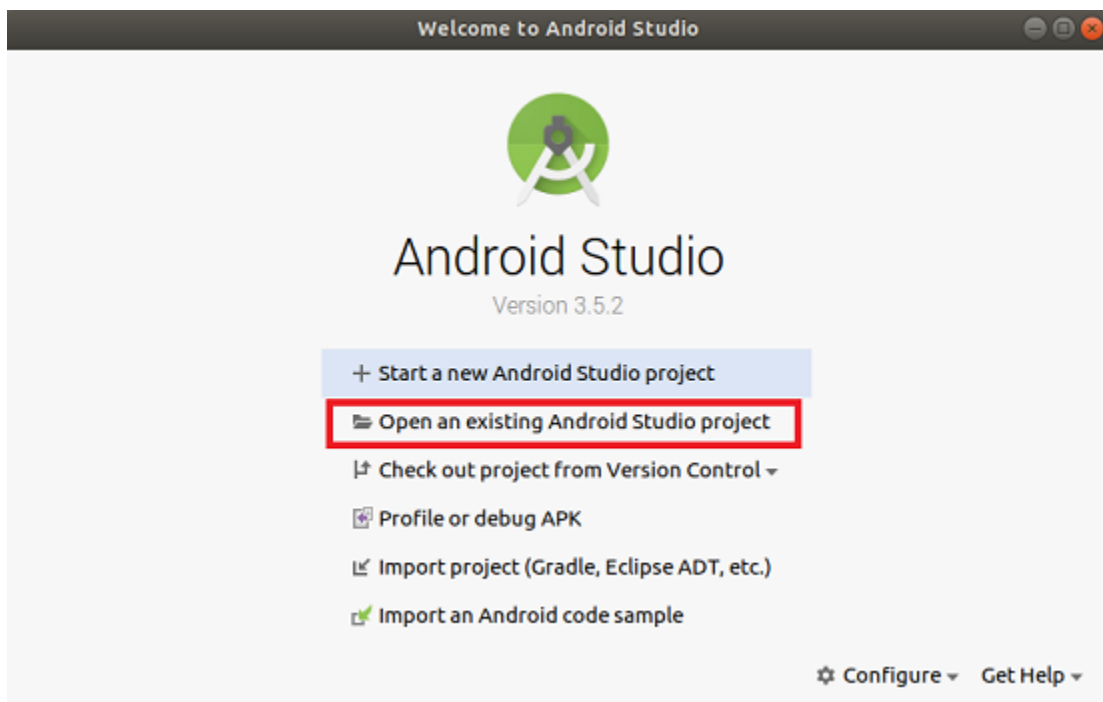 Welcome to Android Studio
Android Studio
Version 3.5.2
Start a new Android Studio project
Open an existing Android Studio project
Check out project from Version Control
Profile or debug APK
Import project (Gradle, Eclipse ADT, etc.)
Import an Android code sample
Configure Get Help